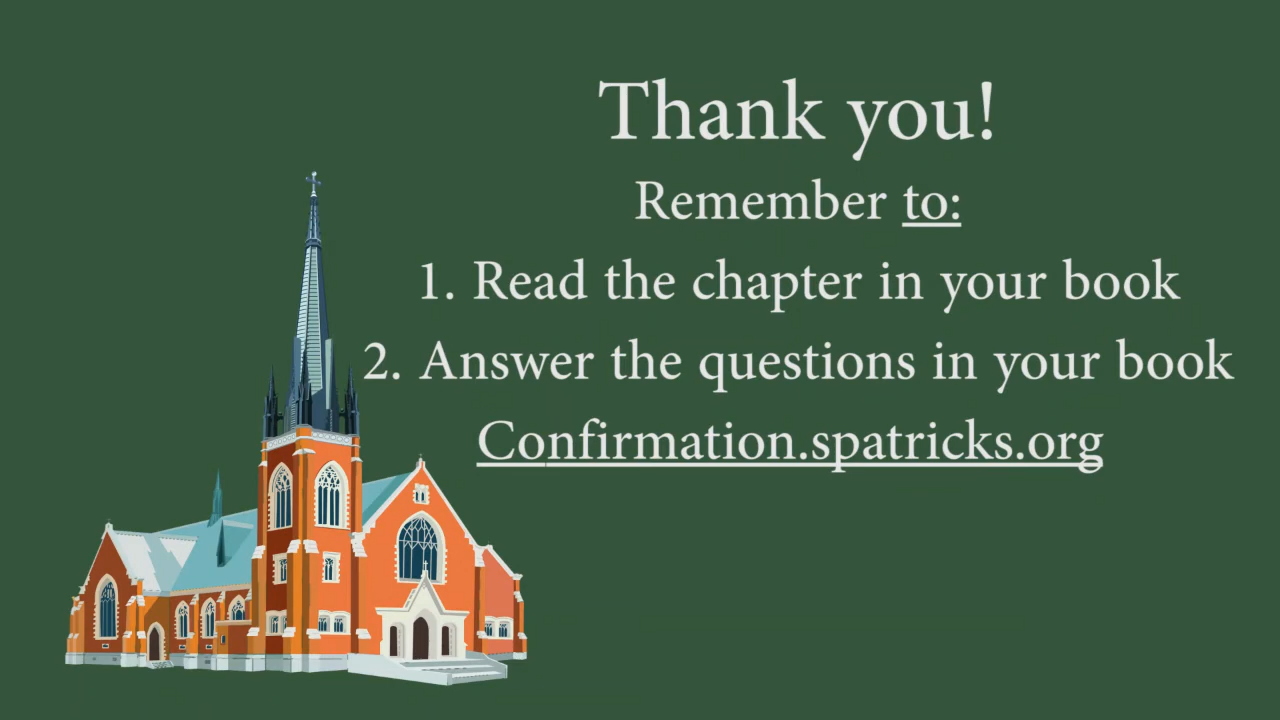 Thank you!
Remember to:
1. Read the chapter in your book
2. Answer the questions in your book
Confirmation.spatricks.org